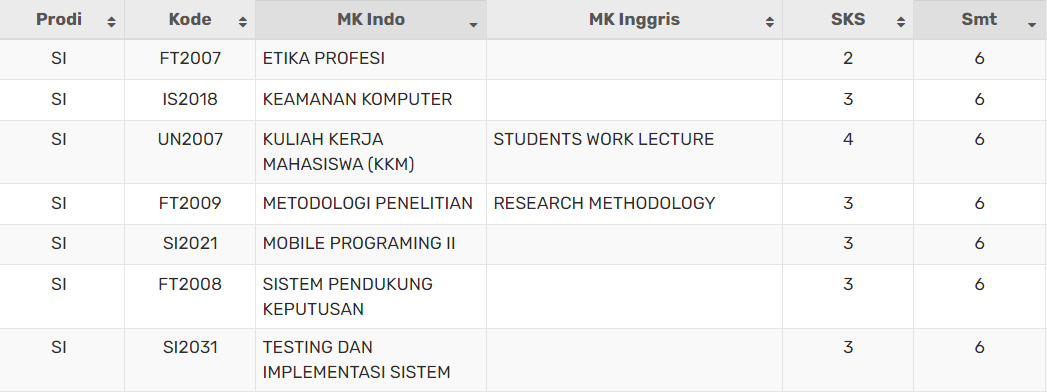 Prodi Kode MK Indo MK Inggris SKS Smt
SI FT2007 ETIKA PROFESI 2 6
SI IS2018 KEAMANAN KOMPUTER 3 6
SI UN2007 KULIAH KERJA STUDENTS WORK LECTURE 4 6
MAHASISWA (KKM)
SI FT2009 METODOLOGI PENELITIAN RESEARCH METHODOLOGY 3 6
SI SI2021 MOBILE PROGRAMING II 3 6
SI FT2008 SISTEM PENDUKUNG 3 6
KEPUTUSAN
SI SI2031 TESTING DAN 3 6
IMPLEMENTASI SISTEM